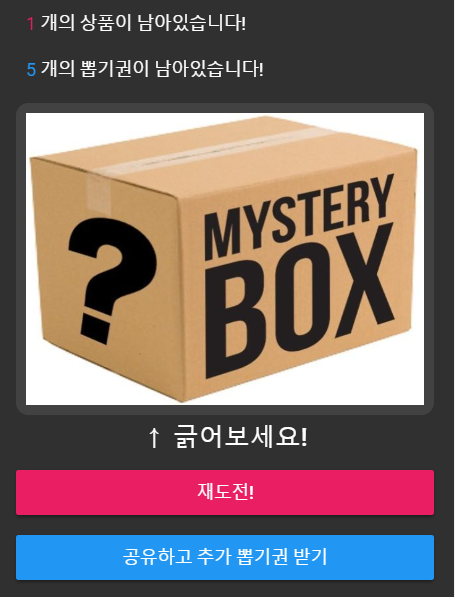 1 개의 상품이 남아있습니다!
5 개의 뽑기권이 남아있습니다!
?
MYSTERY
BOX
↑ 긁어보세요!
재도전!
공유하고 추가 뽑기권 받기